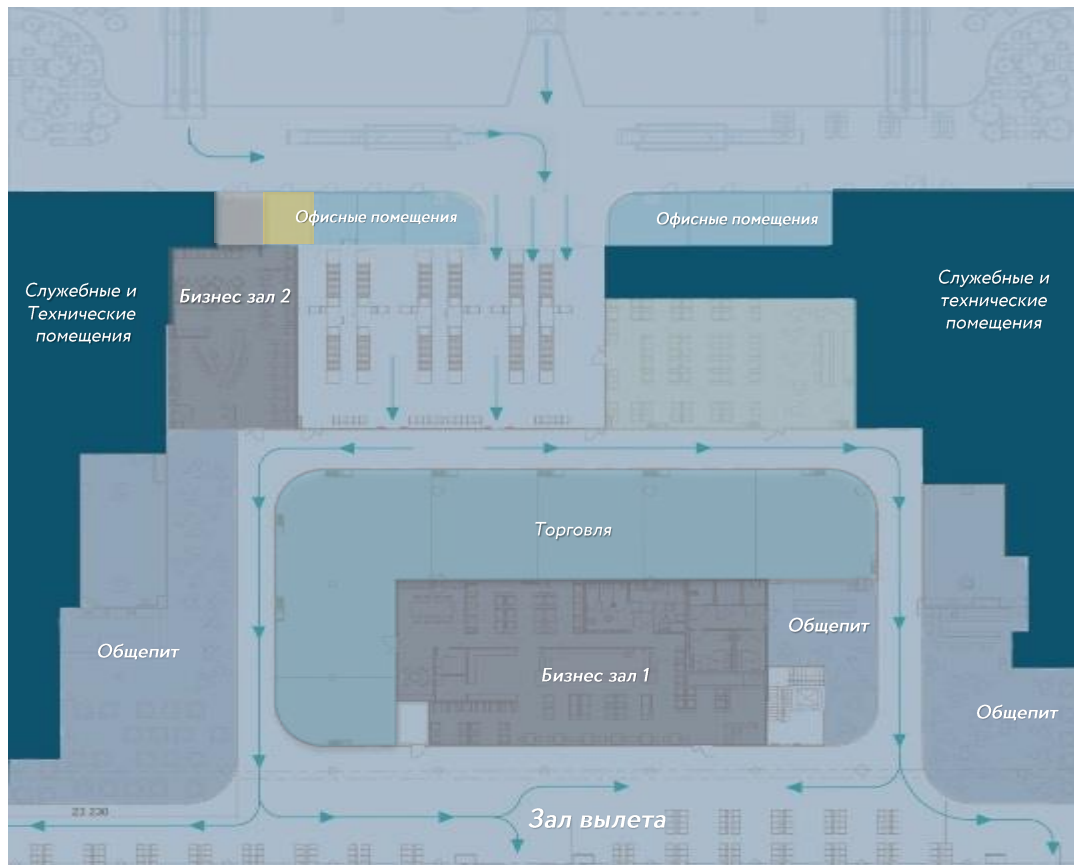 Офисные помещения
Офисные помещения
Служебные и
Технические
помещения
Бизнес зал 2
Служебные и
технические
помещения
Торговля
Общепит
Общепит
Бизнес зал 1
Общепит
23 230
Зал вылета